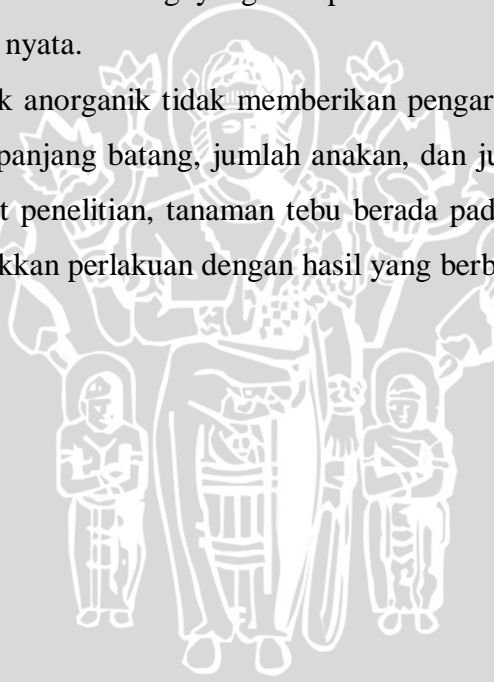 nyata.
k anorganik tidak memberikan pengar
panjang batang, jumlah anakan, dan ju
t penelitian, tanaman tebu berada pad
kkan perlakuan dengan hasil yang berb